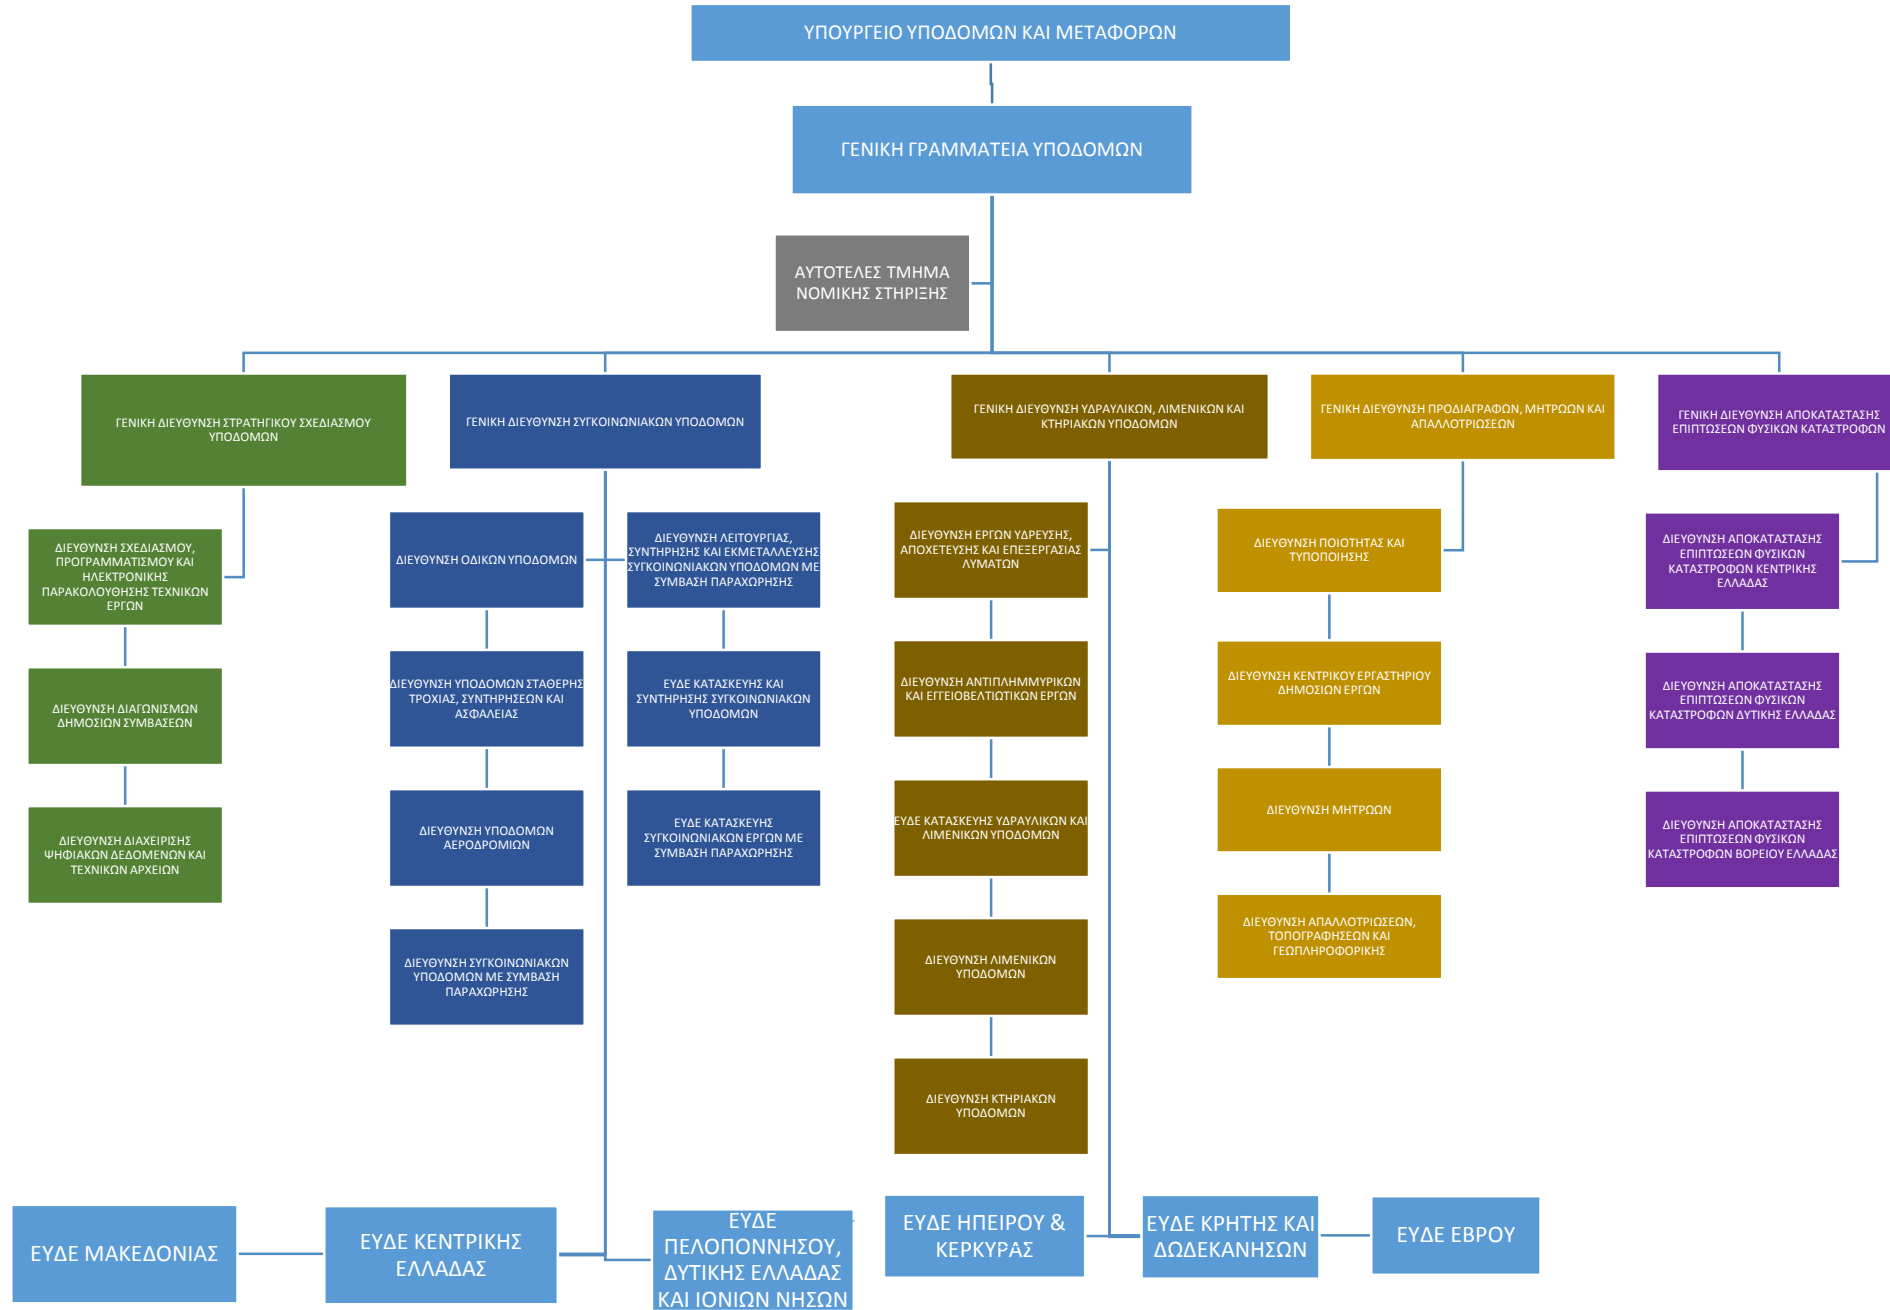 ΥΠΟΥΡΓΕΙΟ ΥΠΟΔΟΜΩΝ ΚΑΙ ΜΕΤΑΦΟΡΩΝ
ΓΕΝΙΚΗ ΓΡΑΜΜΑΤΕΙΑ ΥΠΟΔΟΜΩΝ
ΑΥΤΟΤΕΛΕΣ ΤΜΗΜΑ
ΝΟΜΙΚΗΣ ΣΤΗΡΙΞΗΣ
ΓΕΝΙΚΗ ΔΙΕΥΘΥΝΣΗ ΣΤΡΑΤΗΓΙΚΟΥ ΣΧΕΔΙΑΣΜΟΥ
ΥΠΟΔΟΜΩΝ
ΔΙΕΥΘΥΝΣΗ ΣΧΕΔΙΑΣΜΟΥ,
ΠΡΟΓΡΑΜΜΑΤΙΣΜΟΥ ΚΑΙ
ΗΛΕΚΤΡΟΝΙΚΗΣ
ΠΑΡΑΚΟΛΟΥΘΗΣΗΣ ΤΕΧΝΙΚΩΝ
ΕΡΓΩΝ
ΔΙΕΥΘΥΝΣΗ ΔΙΑΓΩΝΙΣΜΩΝ
ΔΗΜΟΣΙΩΝ ΣΥΜΒΑΣΕΩΝ
ΔΙΕΥΘΥΝΣΗ ΔΙΑΧΕΙΡΙΣΗΣ
ΨΗΦΙΑΚΩΝ ΔΕΔΟΜΕΝΩΝ ΚΑΙ
ΤΕΧΝΙΚΩΝ ΑΡΧΕΙΩΝ
ΓΕΝΙΚΗ ΔΙΕΥΘΥΝΣΗ ΣΥΓΚΟΙΝΩΝΙΑΚΩΝ ΥΠΟΔΟΜΩΝ
ΔΙΕΥΘΥΝΣΗ ΟΔΙΚΩΝ ΥΠΟΔΟΜΩΝ
ΔΙΕΥΘΥΝΣΗ ΥΠΟΔΟΜΩΝ ΣΤΑΘΕΡΗΣ
ΤΡΟΧΙΑΣ, ΣΥΝΤΗΡΗΣΕΩΝ ΚΑΙ
ΑΣΦΑΛΕΙΑΣ
ΔΙΕΥΘΥΝΣΗ ΥΠΟΔΟΜΩΝ
ΑΕΡΟΔΡΟΜΙΩΝ
ΔΙΕΥΘΥΝΣΗ ΣΥΓΚΟΙΝΩΝΙΑΚΩΝ
ΥΠΟΔΟΜΩΝ ΜΕ ΣΥΜΒΑΣΗ
ΠΑΡΑΧΩΡΗΣΗΣ
ΔΙΕΥΘΥΝΣΗ ΛΕΙΤΟΥΡΓΙΑΣ,
ΣΥΝΤΗΡΗΣΗΣ ΚΑΙ ΕΚΜΕΤΑΛΛΕΥΣΗΣ
ΣΥΓΚΟΙΝΩΝΙΑΚΩΝ ΥΠΟΔΟΜΩΝ ΜΕ
ΣΥΜΒΑΣΗ ΠΑΡΑΧΩΡΗΣΗΣ
ΕΥΔΕ ΚΑΤΑΣΚΕΥΗΣ ΚΑΙ
ΣΥΝΤΗΡΗΣΗΣ ΣΥΓΚΟΙΝΩΝΙΑΚΩΝ
ΥΠΟΔΟΜΩΝ
ΕΥΔΕ ΚΑΤΑΣΚΕΥΗΣ
ΣΥΓΚΟΙΝΩΝΙΑΚΩΝ ΕΡΓΩΝ ΜΕ
ΣΥΜΒΑΣΗ ΠΑΡΑΧΩΡΗΣΗΣ
ΓΕΝΙΚΗ ΔΙΕΥΘΥΝΣΗ ΥΔΡΑΥΛΙΚΩΝ, ΛΙΜΕΝΙΚΩΝ ΚΑΙ
ΚΤΗΡΙΑΚΩΝ ΥΠΟΔΟΜΩΝ
ΔΙΕΥΘΥΝΣΗ ΕΡΓΩΝ ΥΔΡΕΥΣΗΣ,
ΑΠΟΧΕΤΕΥΣΗΣ ΚΑΙ ΕΠΕΞΕΡΓΑΣΙΑΣ
ΛΥΜΑΤΩΝ
ΔΙΕΥΘΥΝΣΗ ΑΝΤΙΠΛΗΜΜΥΡΙΚΩΝ
ΚΑΙ ΕΓΓΕΙΟΒΕΛΤΙΩΤΙΚΩΝ ΕΡΓΩΝ
ΕΥΔΕ ΚΑΤΑΣΚΕΥΗΣ ΥΔΡΑΥΛΙΚΩΝ ΚΑΙ
ΛΙΜΕΝΙΚΩΝ ΥΠΟΔΟΜΩΝ
ΔΙΕΥΘΥΝΣΗ ΛΙΜΕΝΙΚΩΝ
ΥΠΟΔΟΜΩΝ
ΔΙΕΥΘΥΝΣΗ ΚΤΗΡΙΑΚΩΝ
ΥΠΟΔΟΜΩΝ
ΓΕΝΙΚΗ ΔΙΕΥΘΥΝΣΗ ΠΡΟΔΙΑΓΡΑΦΩΝ, ΜΗΤΡΩΩΝ ΚΑΙ
ΑΠΑΛΛΟΤΡΙΩΣΕΩΝ
ΔΙΕΥΘΥΝΣΗ ΠΟΙΟΤΗΤΑΣ ΚΑΙ
ΤΥΠΟΠΟΙΗΣΗΣ
ΔΙΕΥΘΥΝΣΗ ΚΕΝΤΡΙΚΟΥ ΕΡΓΑΣΤΗΡΙΟΥ
ΔΗΜΟΣΙΩΝ ΕΡΓΩΝ
ΔΙΕΥΘΥΝΣΗ ΜΗΤΡΩΩΝ
ΔΙΕΥΘΥΝΣΗ ΑΠΑΛΛΟΤΡΙΩΣΕΩΝ,
ΤΟΠΟΓΡΑΦΗΣΕΩΝ ΚΑΙ
ΓΕΩΠΛΗΡΟΦΟΡΙΚΗΣ
ΓΕΝΙΚΗ ΔΙΕΥΘΥΝΣΗ ΑΠΟΚΑΤΑΣΤΑΣΗΣ
ΕΠΙΠΤΩΣΕΩΝ ΦΥΣΙΚΩΝ ΚΑΤΑΣΤΡΟΦΩΝ
ΔΙΕΥΘΥΝΣΗ ΑΠΟΚΑΤΑΣΤΑΣΗΣ
ΕΠΙΠΤΩΣΕΩΝ ΦΥΣΙΚΩΝ
ΚΑΤΑΣΤΡΟΦΩΝ ΚΕΝΤΡΙΚΗΣ
ΕΛΛΑΔΑΣ
ΔΙΕΥΘΥΝΣΗ ΑΠΟΚΑΤΑΣΤΑΣΗΣ
ΕΠΙΠΤΩΣΕΩΝ ΦΥΣΙΚΩΝ
ΚΑΤΑΣΤΡΟΦΩΝ ΔΥΤΙΚΗΣ ΕΛΛΑΔΑΣ
ΔΙΕΥΘΥΝΣΗ ΑΠΟΚΑΤΑΣΤΑΣΗΣ
ΕΠΙΠΤΩΣΕΩΝ ΦΥΣΙΚΩΝ
ΚΑΤΑΣΤΡΟΦΩΝ ΒΟΡΕΙΟΥ ΕΛΛΑΔΑΣ
ΕΥΔΕ ΜΑΚΕΔΟΝΙΑΣ
ΕΥΔΕ ΚΕΝΤΡΙΚΗΣ
ΕΛΛΑΔΑΣ
ΕΥΔΕ
ΠΕΛΟΠΟΝΝΗΣΟΥ,
ΔΥΤΙΚΗΣ ΕΛΛΑΔΑΣ
ΚΑΙ ΙΟΝΙΩΝ ΝΗΣΩΝ
ΕΥΔΕ ΗΠΕΙΡΟΥ &
ΚΕΡΚΥΡΑΣ
ΕΥΔΕ ΚΡΗΤΗΣ ΚΑΙ
ΔΩΔΕΚΑΝΗΣΩΝ
ΕΥΔΕ ΕΒΡΟΥ